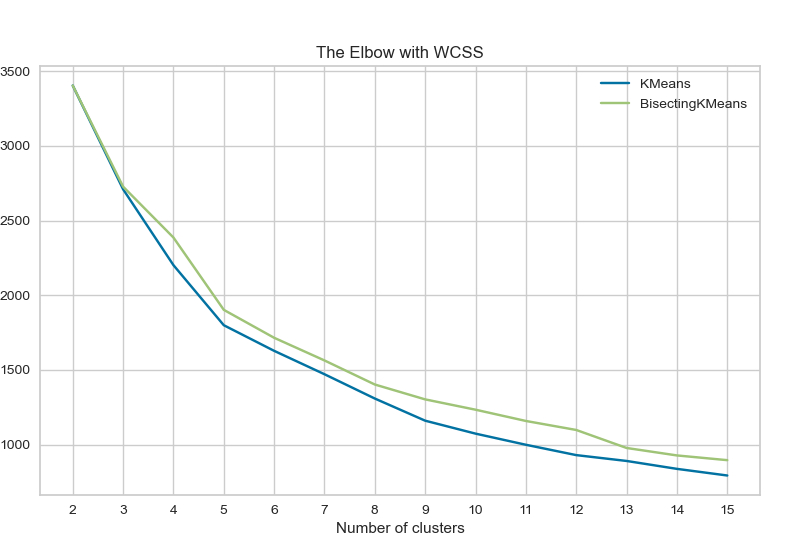 The Elbow with WCSS
KMeans
BisectingKMeans
3500
3000
2500
2000
1500
1000
2 3 4 5 6 7 8 9 10 11 12 13 14 15
Number of clusters